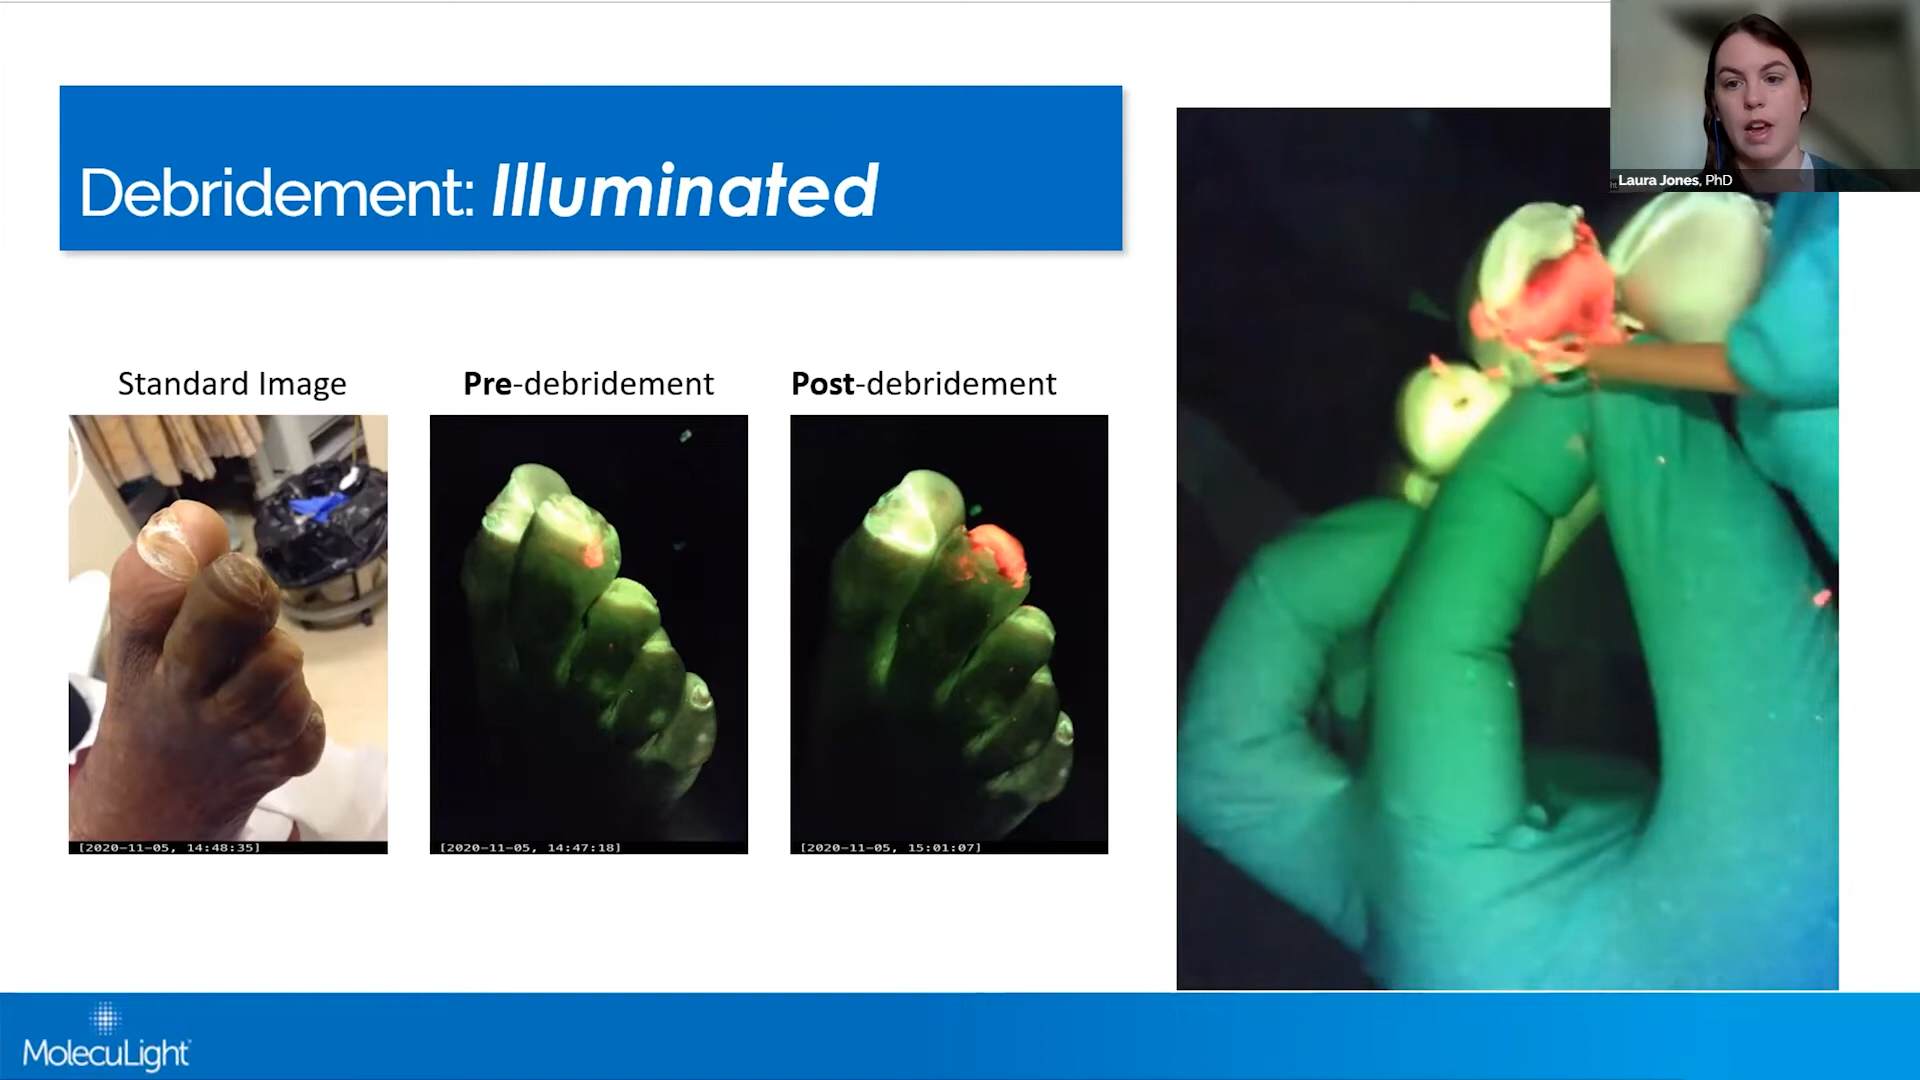 Laura Jones, PhD
Debridement: Illuminated
Standard Image
Pre-debridement
Post-debridement
[2020-11-05, 14:48:35]
[2020-11-05, 14:47:18]
[2020-11-05, 15:01:07]
MolecuLight